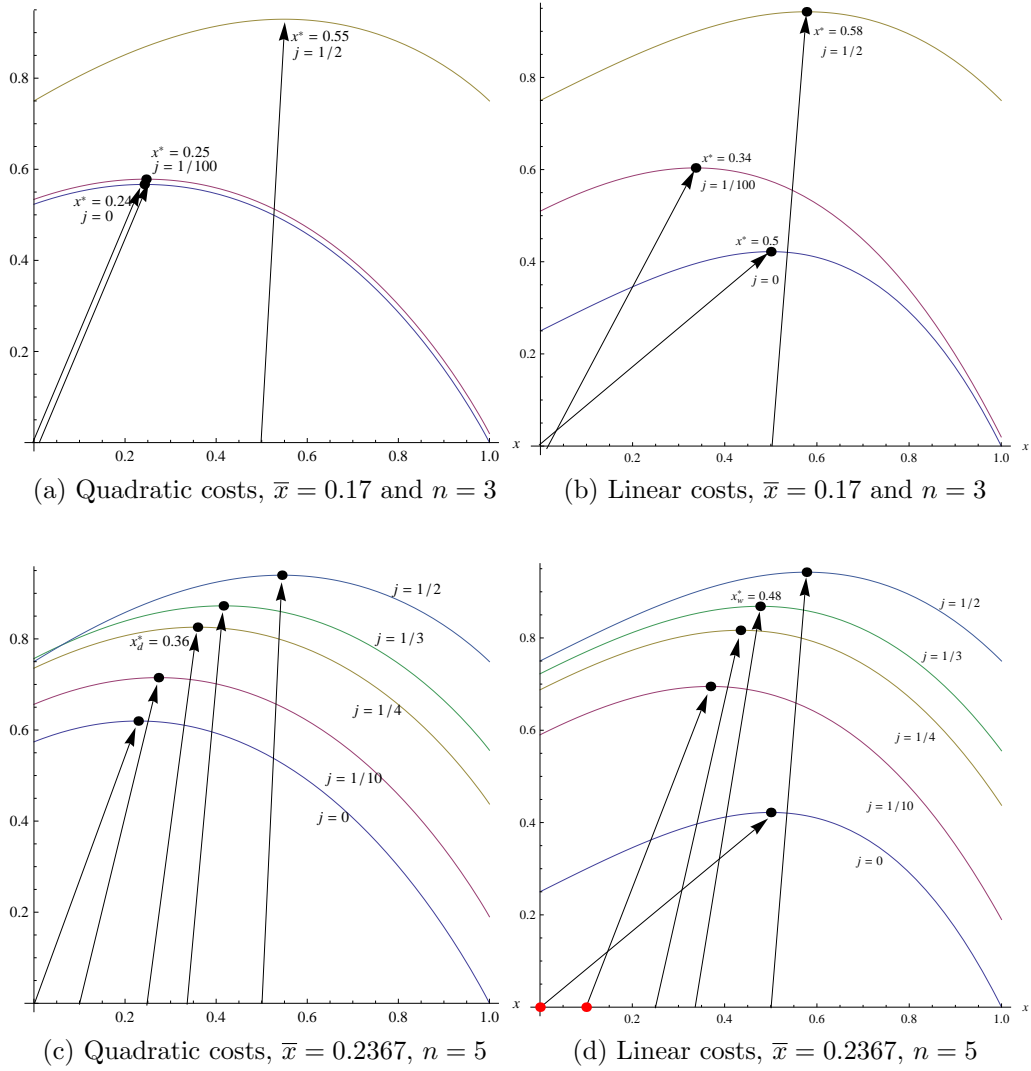 x* = 0.55
j = 1/2
0.8
x* = 0.25
j = 1/100
0.6
x* = 0.24
j = 0
0.4
0.2
0.2 0.4 0.6 0.8 1.0 x
(a) Quadratic costs, x̅ = 0.17 and n = 3
x* = 0.58
j = 1/2
0.8
0.6
x* = 0.34
j = 1/100
x* = 0.5
0.4
j = 0
0.2
0.2 0.4 0.6 0.8 1.0 x
(b) Linear costs, x̅ = 0.17 and n = 3
j = 1/2
0.8
x*_d = 0.36
j = 1/3
0.6
j = 1/4
j = 1/10
0.4
j = 0
0.2
0.2 0.4 0.6 0.8 1.0 x
(c) Quadratic costs, x̅ = 0.2367, n = 5
x*_w = 0.48
j = 1/2
0.8
j = 1/3
0.6
j = 1/4
j = 1/10
0.4
j = 0
0.2
0.2 0.4 0.6 0.8 1.0 x
(d) Linear costs, x̅ = 0.2367, n = 5